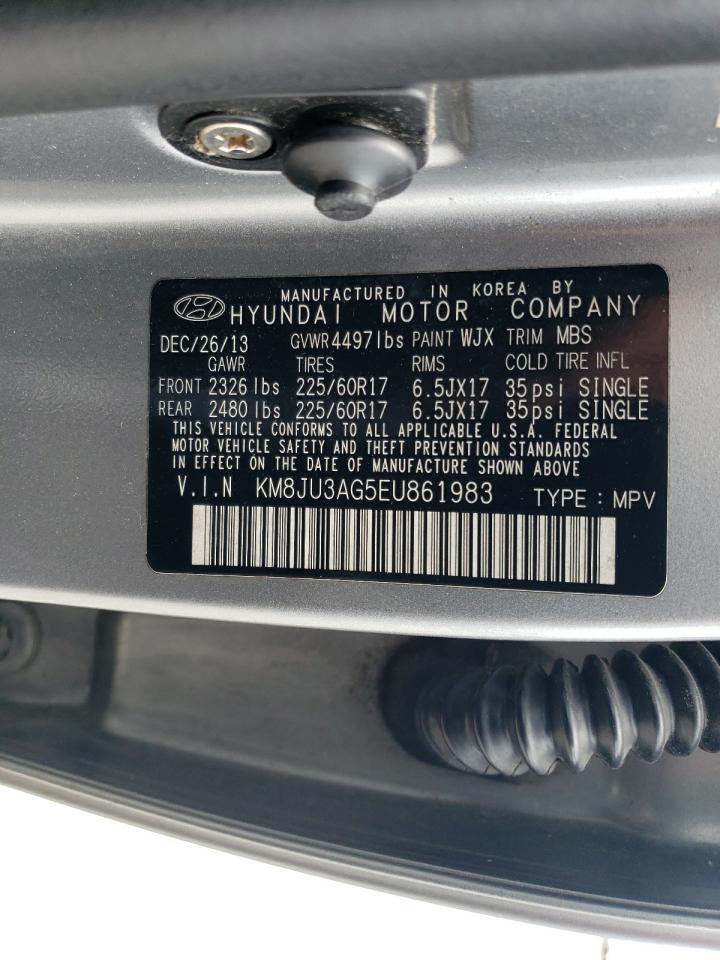 MANUFACTURED IN KOREA BY
HYUNDAI MOTOR COMPANY
DEC/26/13 GVWR 4497lbs PAINT WJX TRIM MBS
GAWR TIRES RIMS COLD TIRE INFL
FRONT 2326 lbs 225/60R17 6.5JX17 35psi SINGLE
REAR 2480 lbs 225/60R17 6.5JX17 35psi SINGLE
THIS VEHICLE CONFORMS TO ALL APPLICABLE U.S.A. FEDERAL
MOTOR VEHICLE SAFETY AND THEFT PREVENTION STANDARDS
IN EFFECT ON THE DATE OF MANUFACTURE SHOWN ABOVE
V.I.N KM8JU3AG5EU861983 TYPE : MPV